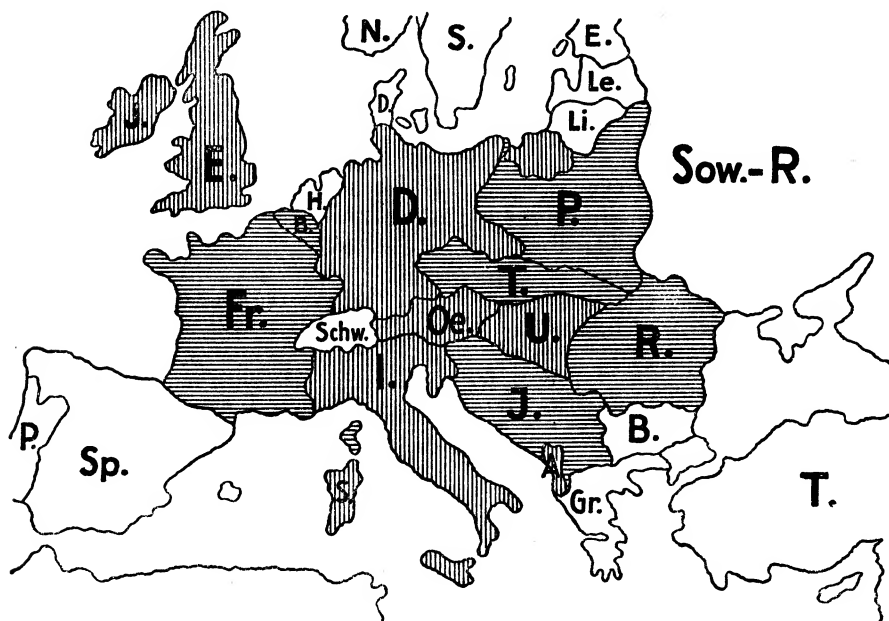 N.
S.
E.
Le.
D.
Li.
J.
E.
Sow.-R.
H.
B.
D.
P.
T.
Fr.
Schw.
Oe.
U.
R.
I.
J.
P.
Sp.
B.
S.
A.
Gr.
T.